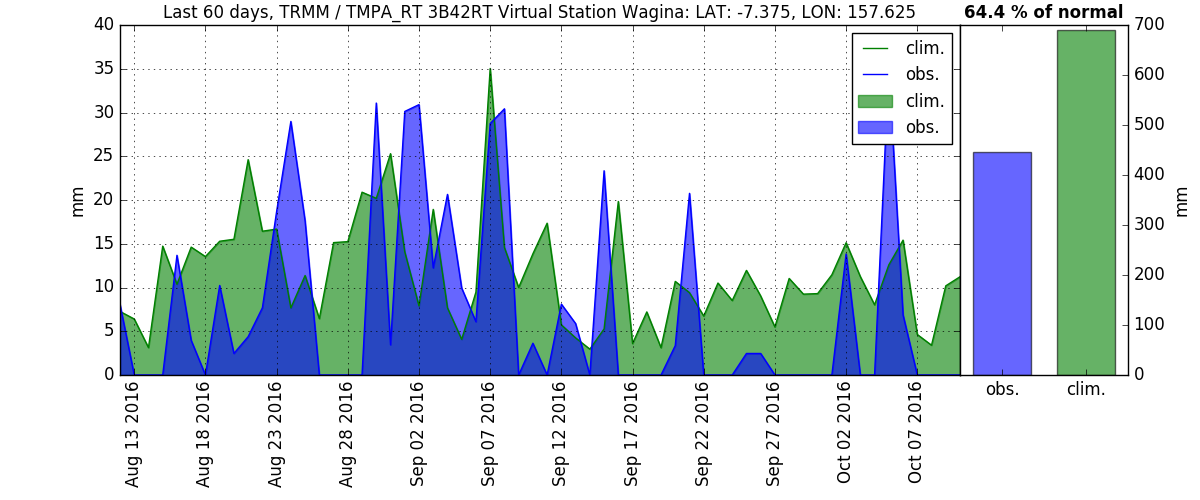 Last 60 days, TRMM / TMPA_RT 3B42RT Virtual Station Wagina: LAT: -7.375, LON: 157.625
64.4 % of normal
mm
40
35
30
25
20
15
10
5
0
clim.
obs.
clim.
obs.
700
600
500
400
300
200
100
0
mm
Aug 13 2016
Aug 18 2016
Aug 23 2016
Aug 28 2016
Sep 02 2016
Sep 07 2016
Sep 12 2016
Sep 17 2016
Sep 22 2016
Sep 27 2016
Oct 02 2016
Oct 07 2016
obs.
clim.